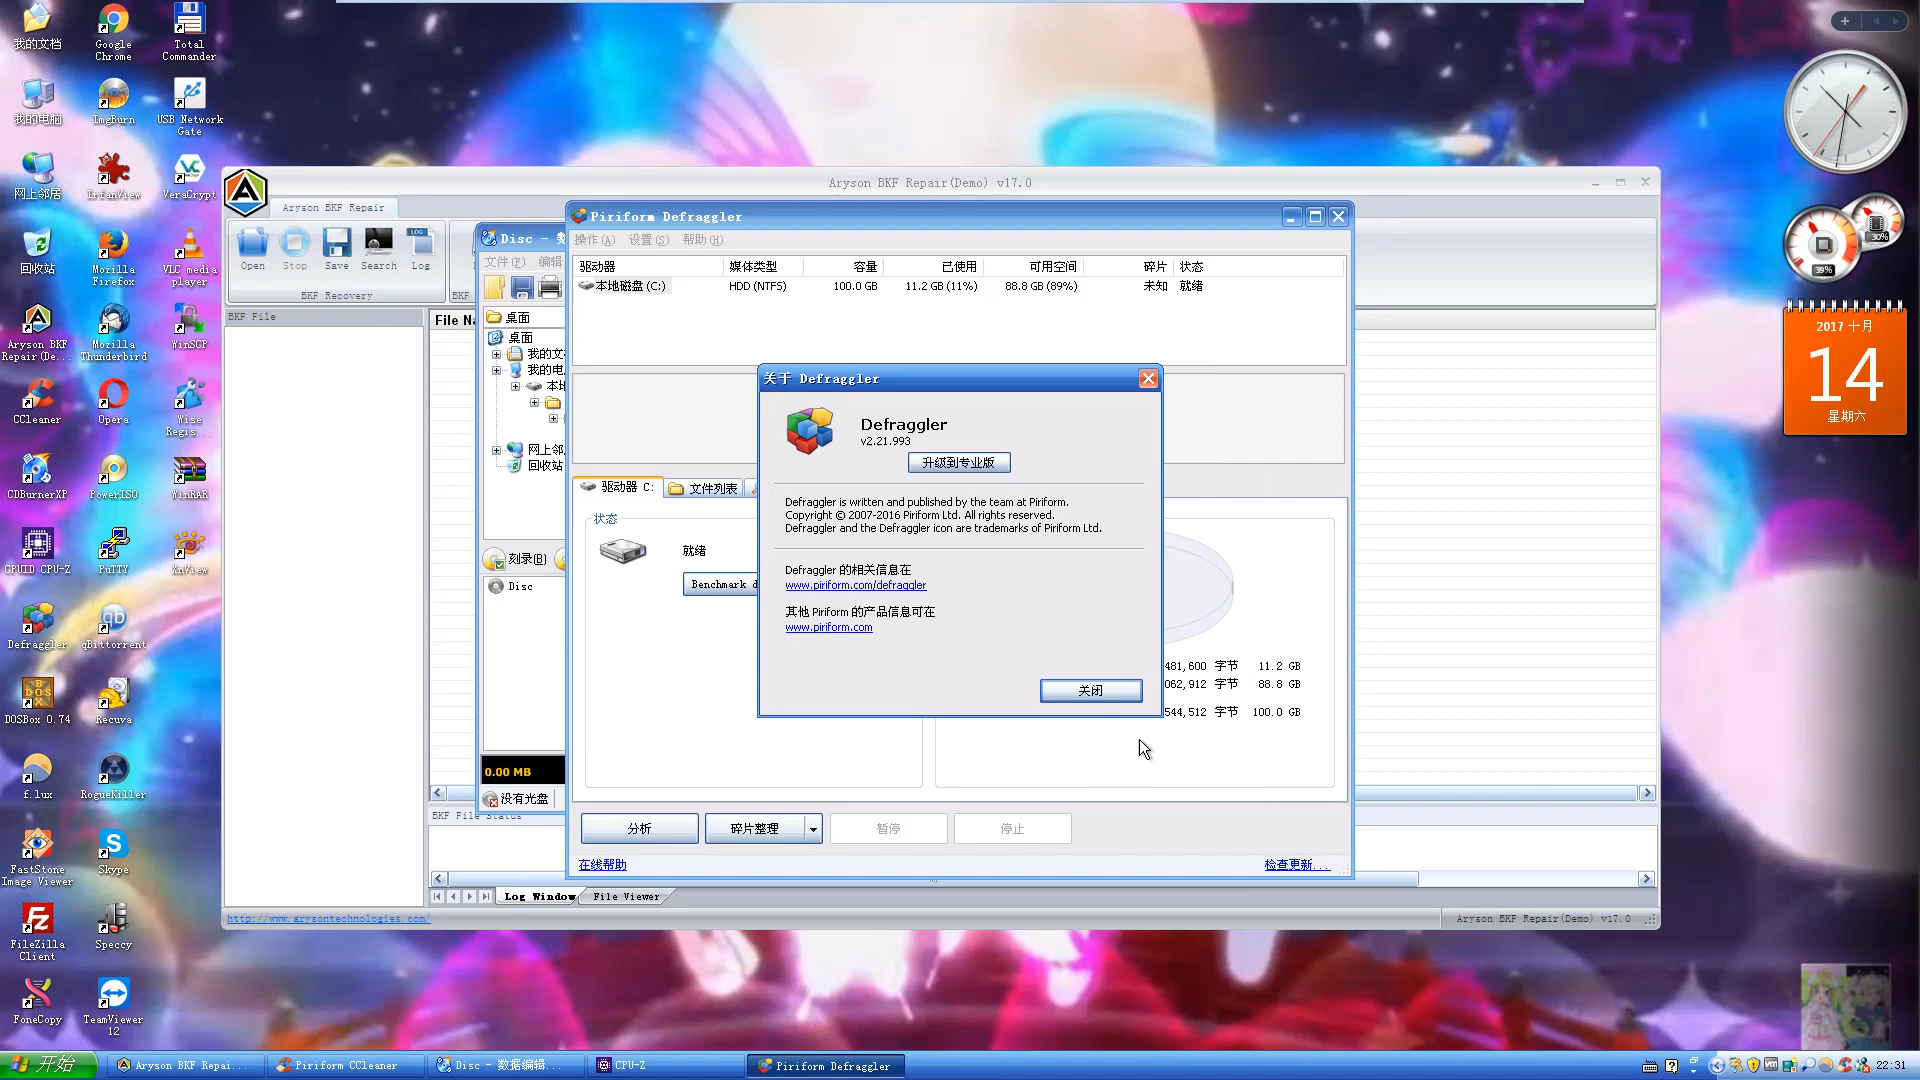 我的文档
Google Chrome
Total Commander
我的电脑
ImgBurn
USB Network Gate
网上邻居
IrfanView
VeraCrypt
回收站
Mozilla Firefox
VLC media player
Aryson BKF Repair(De...
Mozilla Thunderbird
WinSCP
CCleaner
Opera
Wise Regis...
CDBurnerXP
PowerISO
WinRAR
CPUID CPU-Z
PuTTY
XnView
Defraggler
qBittorrent
DOSBox 0.74
Recuva
f.lux
RogueKiller
FastStone Image Viewer
Skype
FileZilla Client
Speccy
FoneCopy
TeamViewer 12
Aryson BKF Repair(Demo) v17.0
Aryson BKF Repair
Open
Stop
Save
Search
Log
BKF Recovery
BKF
BKF File
File Na
Disc -
文件(F) 编辑
桌面
桌面
我的文
我的电
本地
网上邻
回收站
刻录(B)
Disc
0.00 MB
没有光盘
BKF File Status
Log Window
File Viewer
http://www.arysontechnologies.com/
Aryson BKF Repair(Demo) v17.0
Piriform Defraggler
操作(A) 设置(S) 帮助(H)
驱动器 媒体类型 容量 已使用 可用空间 碎片 状态
本地磁盘 (C:) HDD (NTFS) 100.0 GB 11.2 GB (11%) 88.8 GB (89%) 未知 就绪
驱动器 C:
文件列表
状态
就绪
Benchmark d
481,600 字节 11.2 GB
062,912 字节 88.8 GB
544,512 字节 100.0 GB
分析
碎片整理
暂停
停止
在线帮助
检查更新...
关于 Defraggler
Defraggler
v2.21.993
升级到专业版
Defraggler is written and published by the team at Piriform.
Copyright © 2007-2016 Piriform Ltd. All rights reserved.
Defraggler and the Defraggler icon are trademarks of Piriform Ltd.
Defraggler 的相关信息在
www.piriform.com/defraggler
其他 Piriform 的产品信息可在
www.piriform.com
关闭
30%
39%
2017 十月
14
星期六
开始
Aryson BKF Repai...
Piriform CCleaner
Disc - 数据编辑...
CPU-Z
Piriform Defraggler
22:31